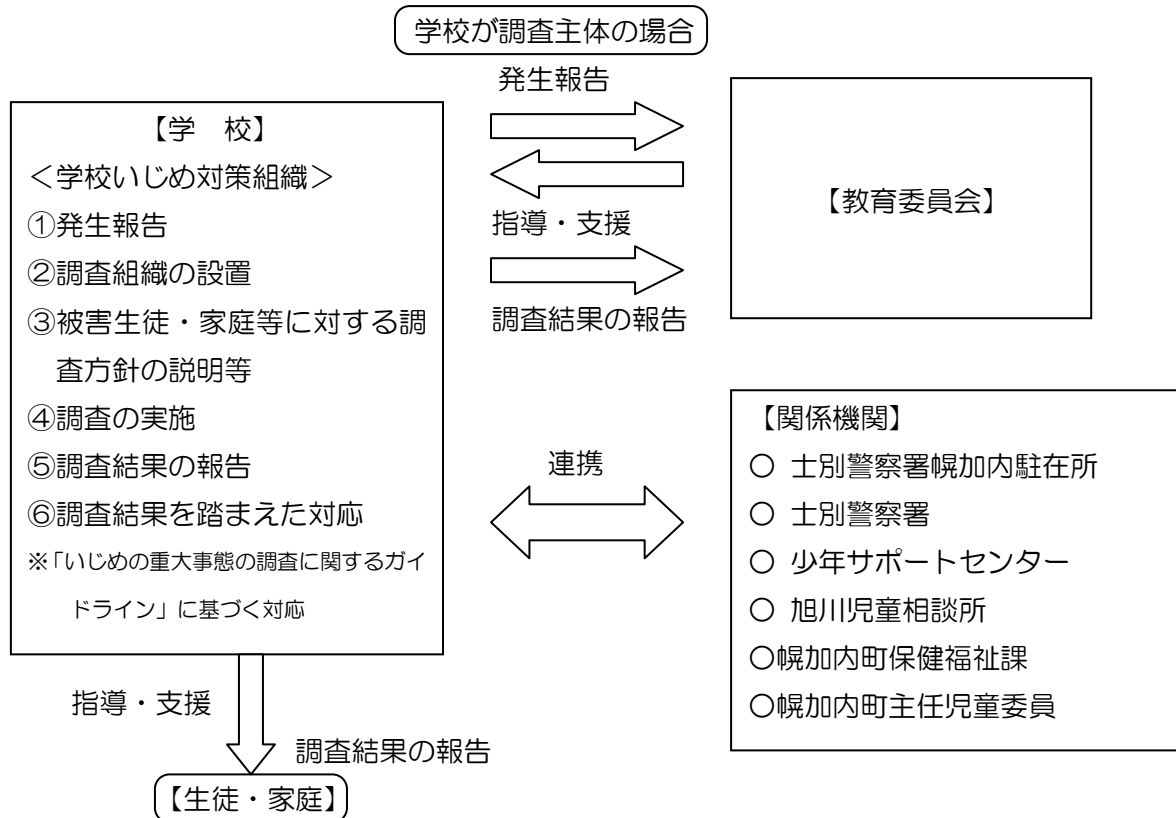 学校が調査主体の場合
発生報告
指導・支援
調査結果の報告
【学　校】
＜学校いじめ対策組織＞
①発生報告
②調査組織の設置
③被害生徒・家庭等に対する調
査方針の説明等
④調査の実施
⑤調査結果の報告
⑥調査結果を踏まえた対応
※「いじめの重大事態の調査に関するガイ
ドライン」に基づく対応
【教育委員会】
連携
【関係機関】
〇 士別警察署幌加内駐在所
〇 士別警察署
〇 少年サポートセンター
〇 旭川児童相談所
〇幌加内町保健福祉課
〇幌加内町主任児童委員
指導・支援
調査結果の報告
【生徒・家庭】